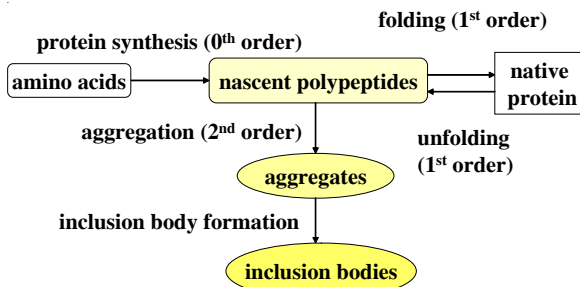 folding (1st order)
protein synthesis (0th order)
amino acids
nascent polypeptides
native
protein
aggregation (2nd order)
unfolding
(1st order)
aggregates
inclusion body formation
inclusion bodies